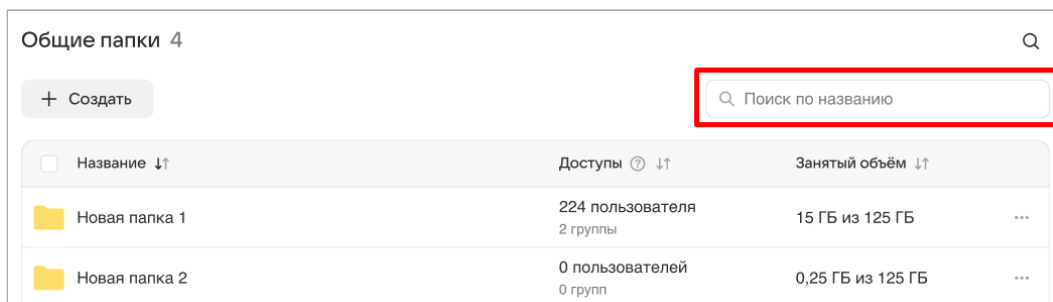 Общие папки 4
+ Создать
Поиск по названию
Название Доступы Занятый объём
Новая папка 1 224 пользователя 15 ГБ из 125 ГБ
2 группы
Новая папка 2 0 пользователей 0,25 ГБ из 125 ГБ
0 групп